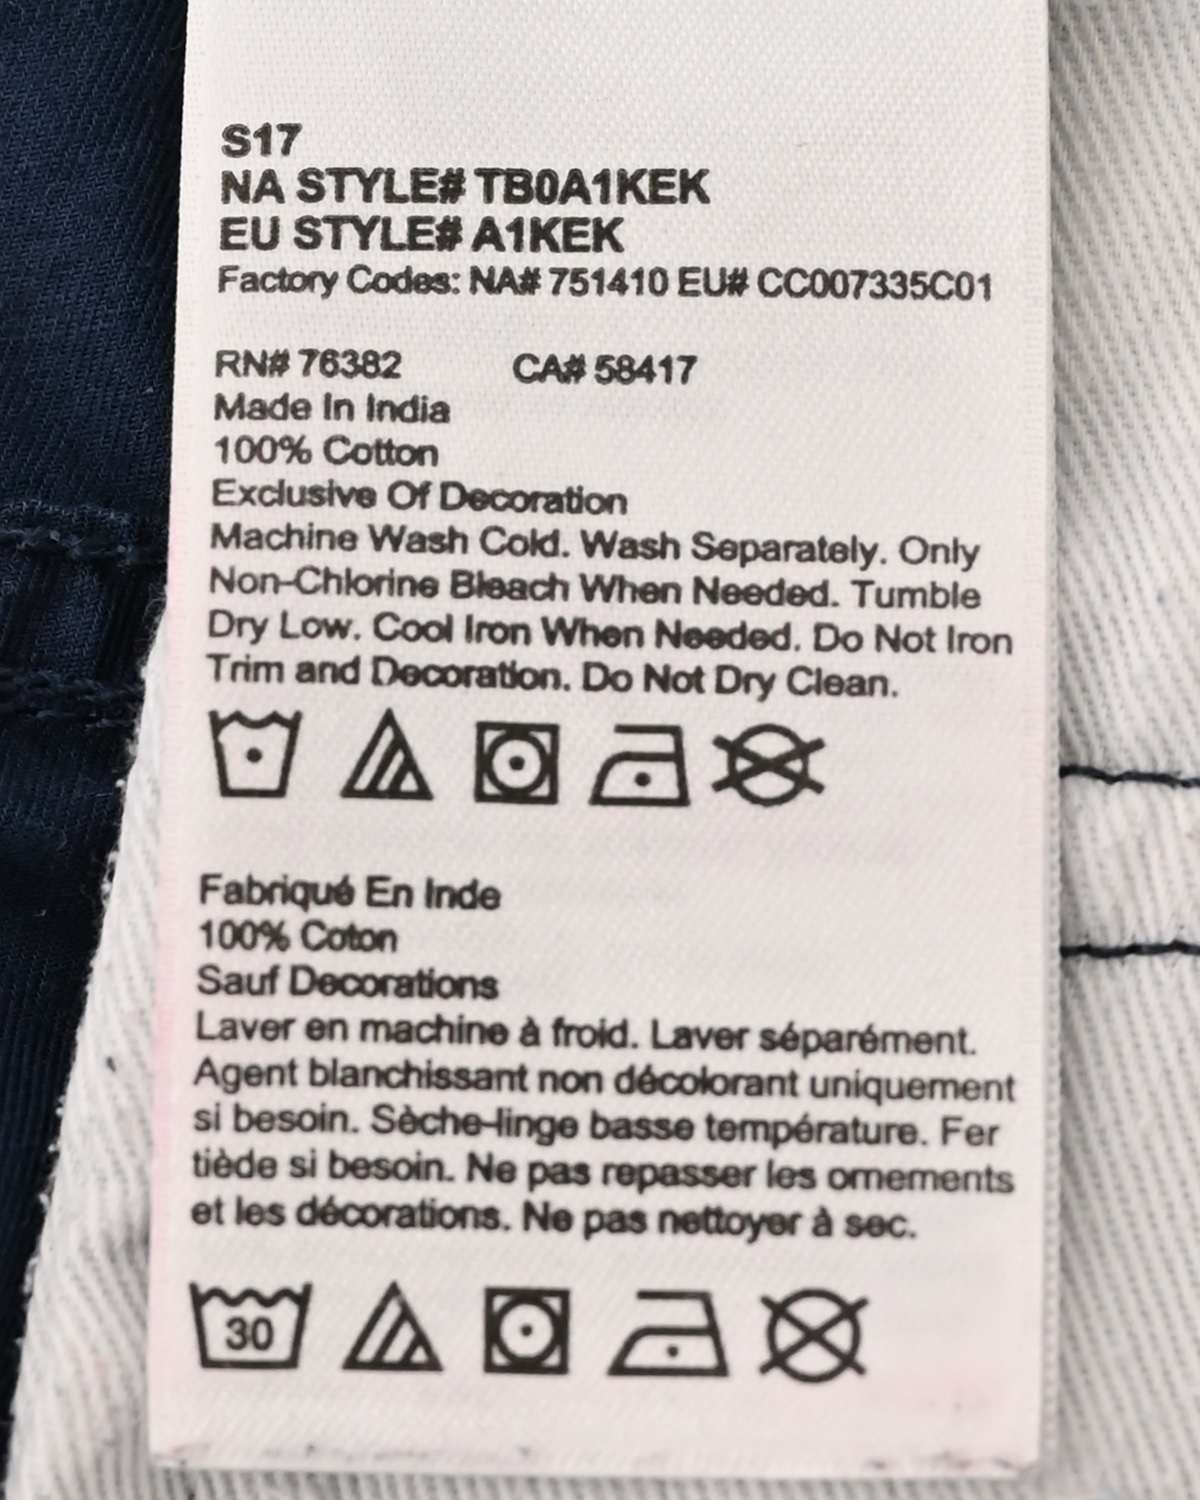 S17
NA STYLE# TB0A1KEK
EU STYLE# A1KEK
Factory Codes: NA# 751410 EU# CC007335C01
RN# 76382 CA# 58417
Made In India
100% Cotton
Exclusive Of Decoration
Machine Wash Cold. Wash Separately. Only
Non-Chlorine Bleach When Needed. Tumble
Dry Low. Cool Iron When Needed. Do Not Iron
Trim and Decoration. Do Not Dry Clean.
Fabriqué En Inde
100% Coton
Sauf Decorations
Laver en machine à froid. Laver séparément.
Agent blanchissant non décolorant uniquement
si besoin. Sèche-linge basse température. Fer
tiède si besoin. Ne pas repasser les ornements
et les décorations. Ne pas nettoyer à sec.
30